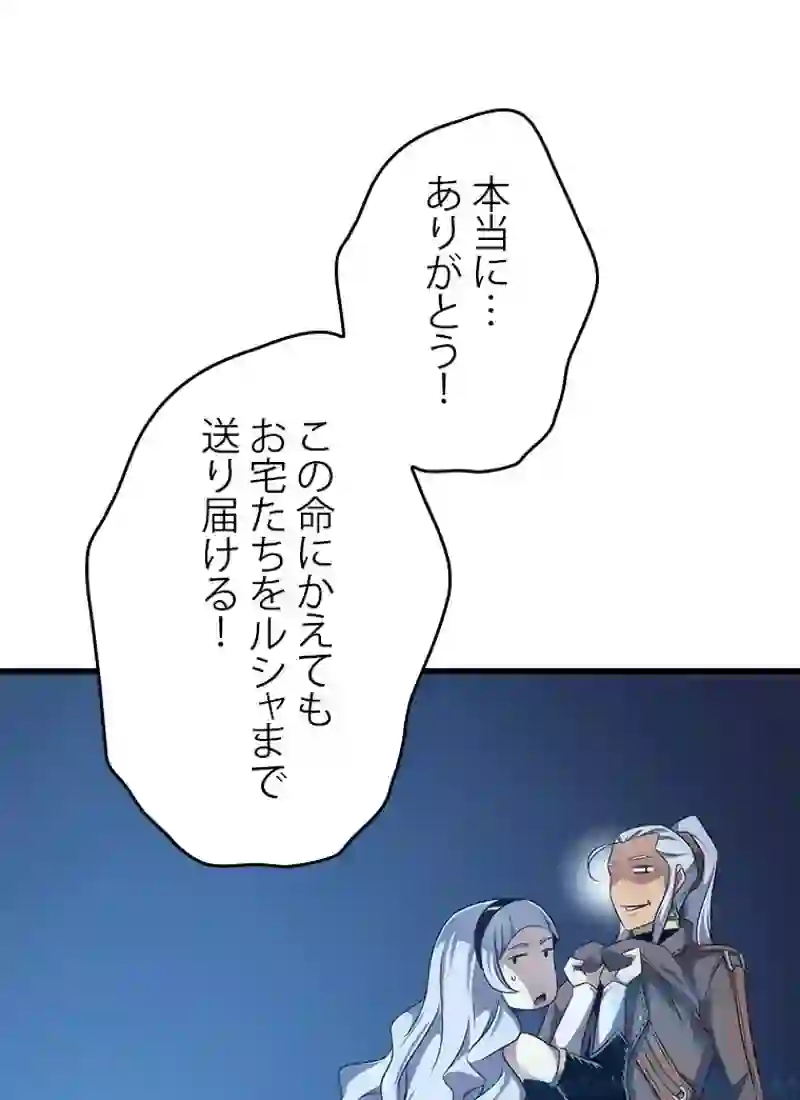 本当に…
ありがとう!
この命にかえても
お宅たちをルシャまで
送り届ける!